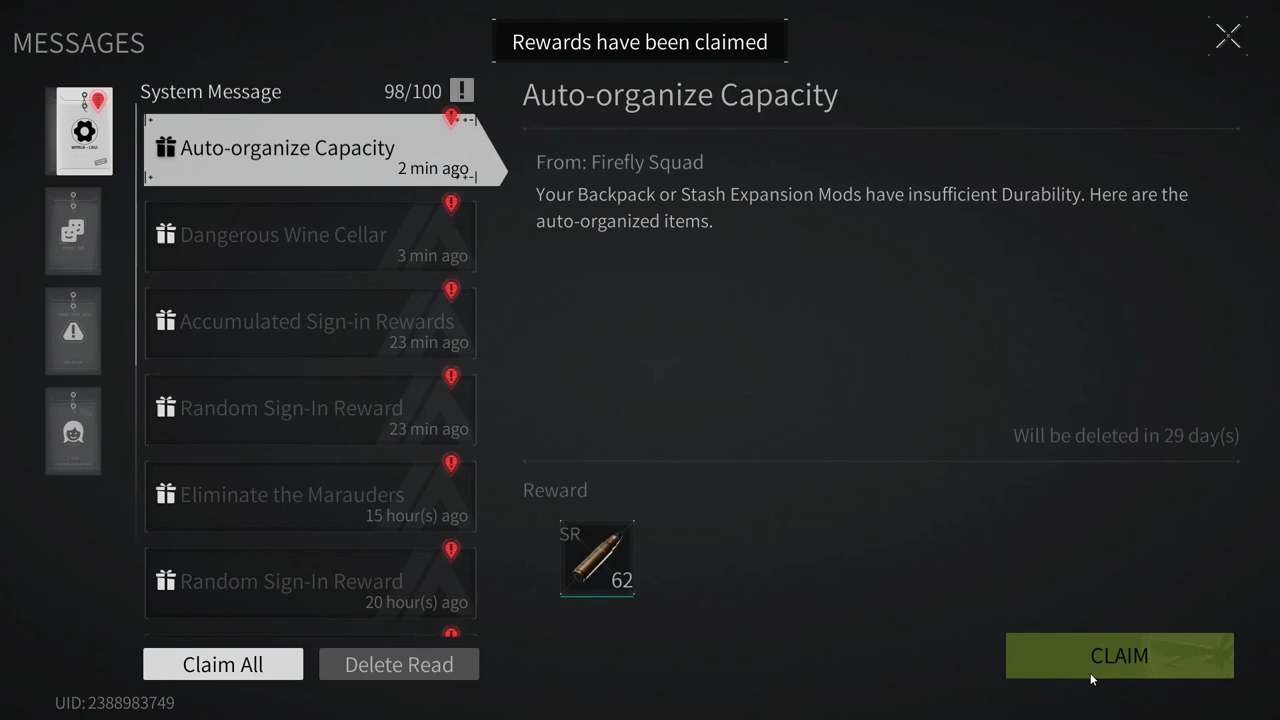 MESSAGES
Rewards have been claimed
System Message 98/100
Auto-organize Capacity
2 min ago
Dangerous Wine Cellar
3 min ago
Accumulated Sign-in Rewards
23 min ago
Random Sign-In Reward
23 min ago
Eliminate the Marauders
15 hour(s) ago
Random Sign-In Reward
20 hour(s) ago
Claim All
Delete Read
UID: 2388983749
Auto-organize Capacity
From: Firefly Squad
Your Backpack or Stash Expansion Mods have insufficient Durability. Here are the
auto-organized items.
Will be deleted in 29 day(s)
Reward
SR
62
CLAIM